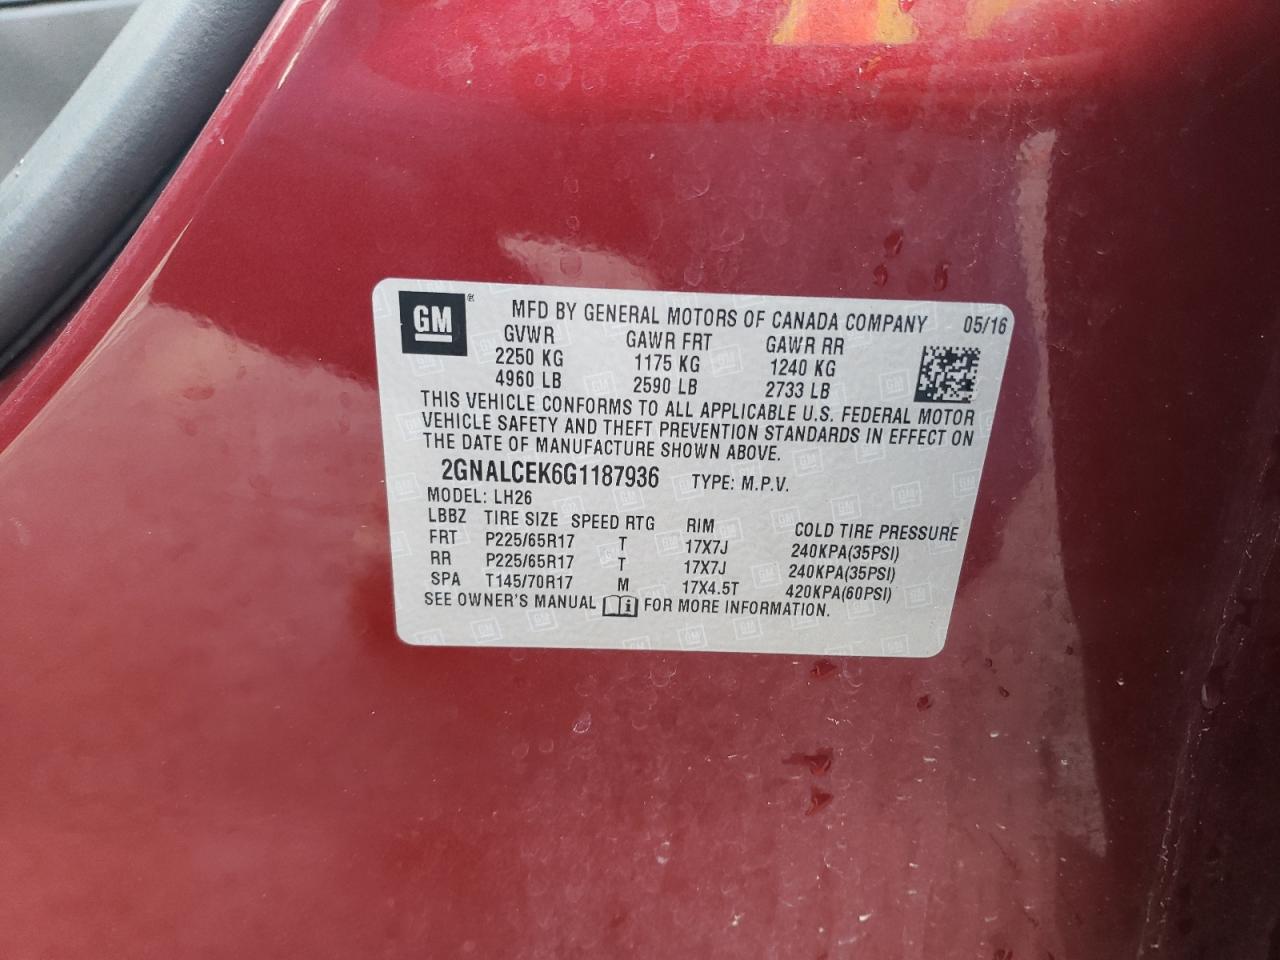 GM® MFD BY GENERAL MOTORS OF CANADA COMPANY 05/16
GVWR GAWR FRT GAWR RR
2250 KG 1175 KG 1240 KG
4960 LB 2590 LB 2733 LB
THIS VEHICLE CONFORMS TO ALL APPLICABLE U.S. FEDERAL MOTOR
VEHICLE SAFETY AND THEFT PREVENTION STANDARDS IN EFFECT ON
THE DATE OF MANUFACTURE SHOWN ABOVE.
2GNALCEK6G1187936 TYPE: M.P.V.
MODEL: LH26
LBBZ TIRE SIZE SPEED RTG RIM COLD TIRE PRESSURE
FRT P225/65R17 T 17X7J 240KPA(35PSI)
RR P225/65R17 T 17X7J 240KPA(35PSI)
SPA T145/70R17 M 17X4.5T 420KPA(60PSI)
SEE OWNER'S MANUAL FOR MORE INFORMATION.